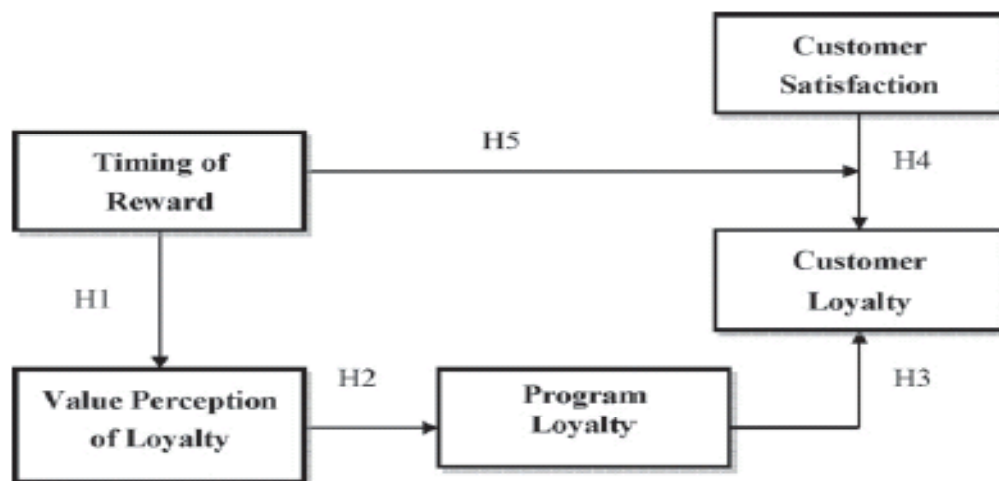 Customer
Satisfaction
H5
Timing of
Reward
H4
Customer
Loyalty
H1
Value Perception
of Loyalty
H2
Program
Loyalty
H3